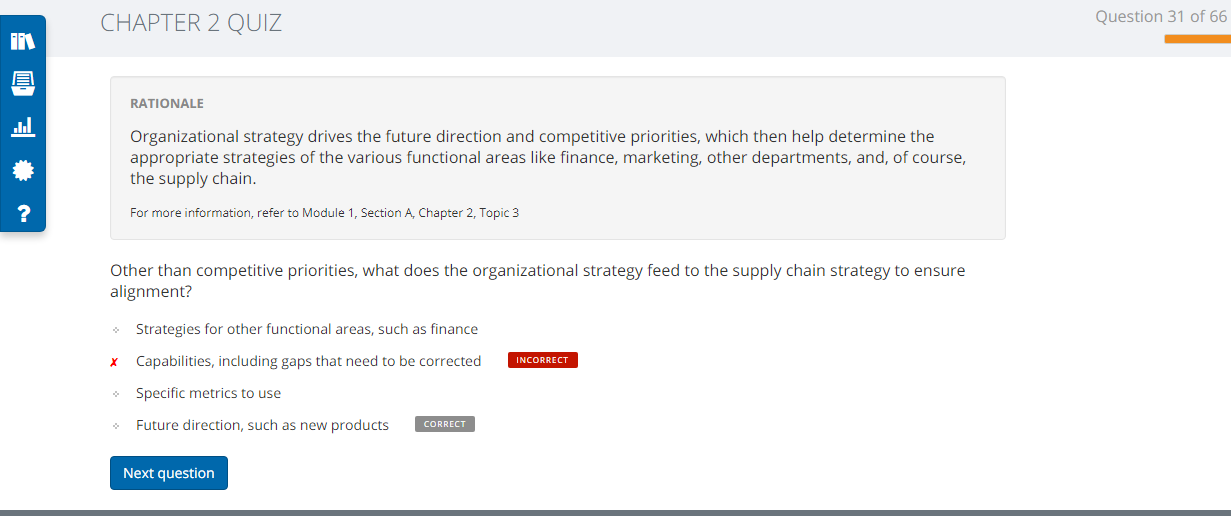 CHAPTER 2 QUIZ
Question 31 of 66
RATIONALE
Organizational strategy drives the future direction and competitive priorities, which then help determine the
appropriate strategies of the various functional areas like finance, marketing, other departments, and, of course,
the supply chain.
For more information, refer to Module 1, Section A, Chapter 2, Topic 3
Other than competitive priorities, what does the organizational strategy feed to the supply chain strategy to ensure
alignment?
Strategies for other functional areas, such as finance
Capabilities, including gaps that need to be corrected INCORRECT
Specific metrics to use
Future direction, such as new products CORRECT
Next question
?